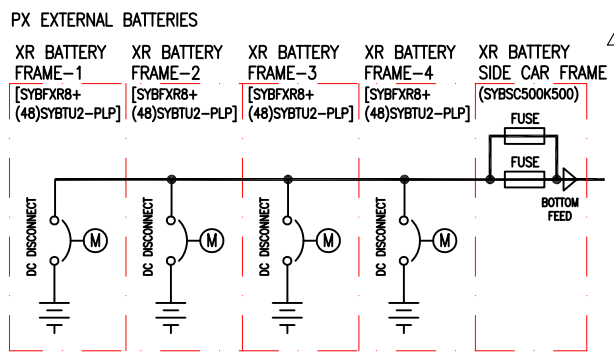 PX EXTERNAL BATTERIES
XR BATTERY
FRAME-1
[SYBFXR8+
(48)SYBTU2-PLP]
XR BATTERY
FRAME-2
[SYBFXR8+
(48)SYBTU2-PLP]
XR BATTERY
FRAME-3
[SYBFXR8+
(48)SYBTU2-PLP]
XR BATTERY
FRAME-4
[SYBFXR8+
(48)SYBTU2-PLP]
XR BATTERY
SIDE CAR FRAME
(SYBSC500K500)
FUSE
FUSE
BOTTOM
FEED
DC DISCONNECT
M
DC DISCONNECT
M
DC DISCONNECT
M
DC DISCONNECT
M